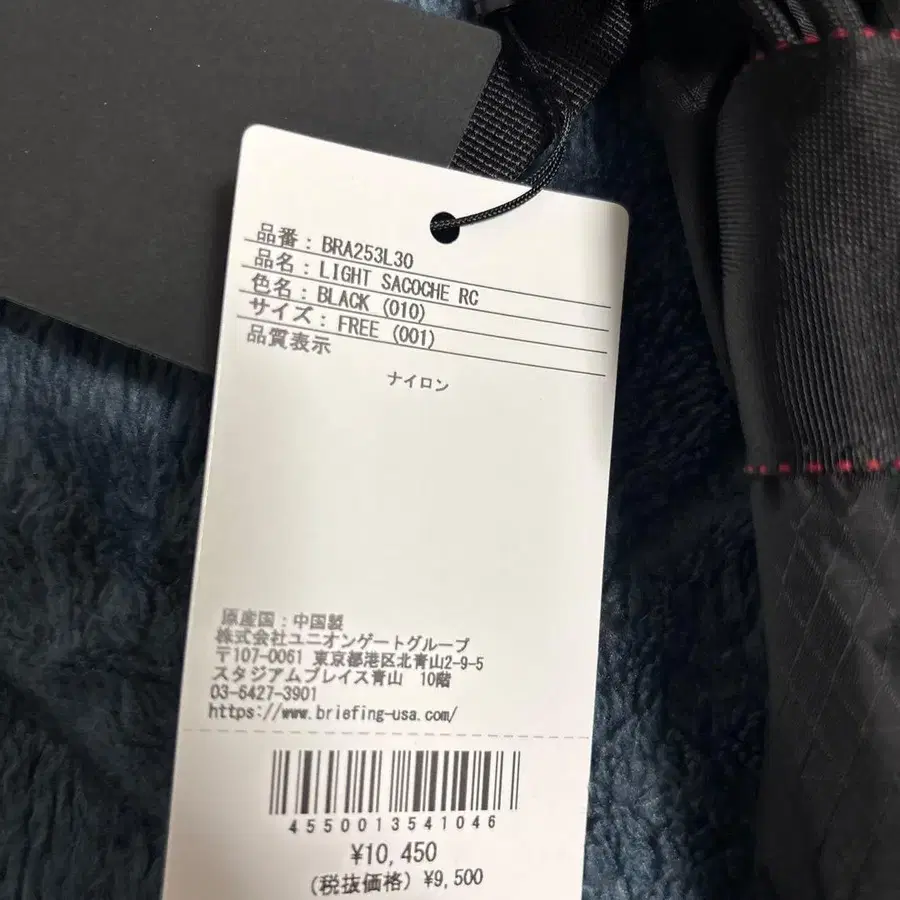 品番: BRA253L30
品名: LIGHT SACOCHE RC
色名: BLACK (010)
サイズ: FREE (001)
品質表示
ナイロン
原産国: 中国製
株式会社ユニオンゲートグループ
〒107-0061 東京都港区北青山2-9-5
スタジアムプレイス青山 10階
03-6427-3901
https://www.briefing-usa.com/
4550013541046
¥10,450
(税抜価格) ¥9,500